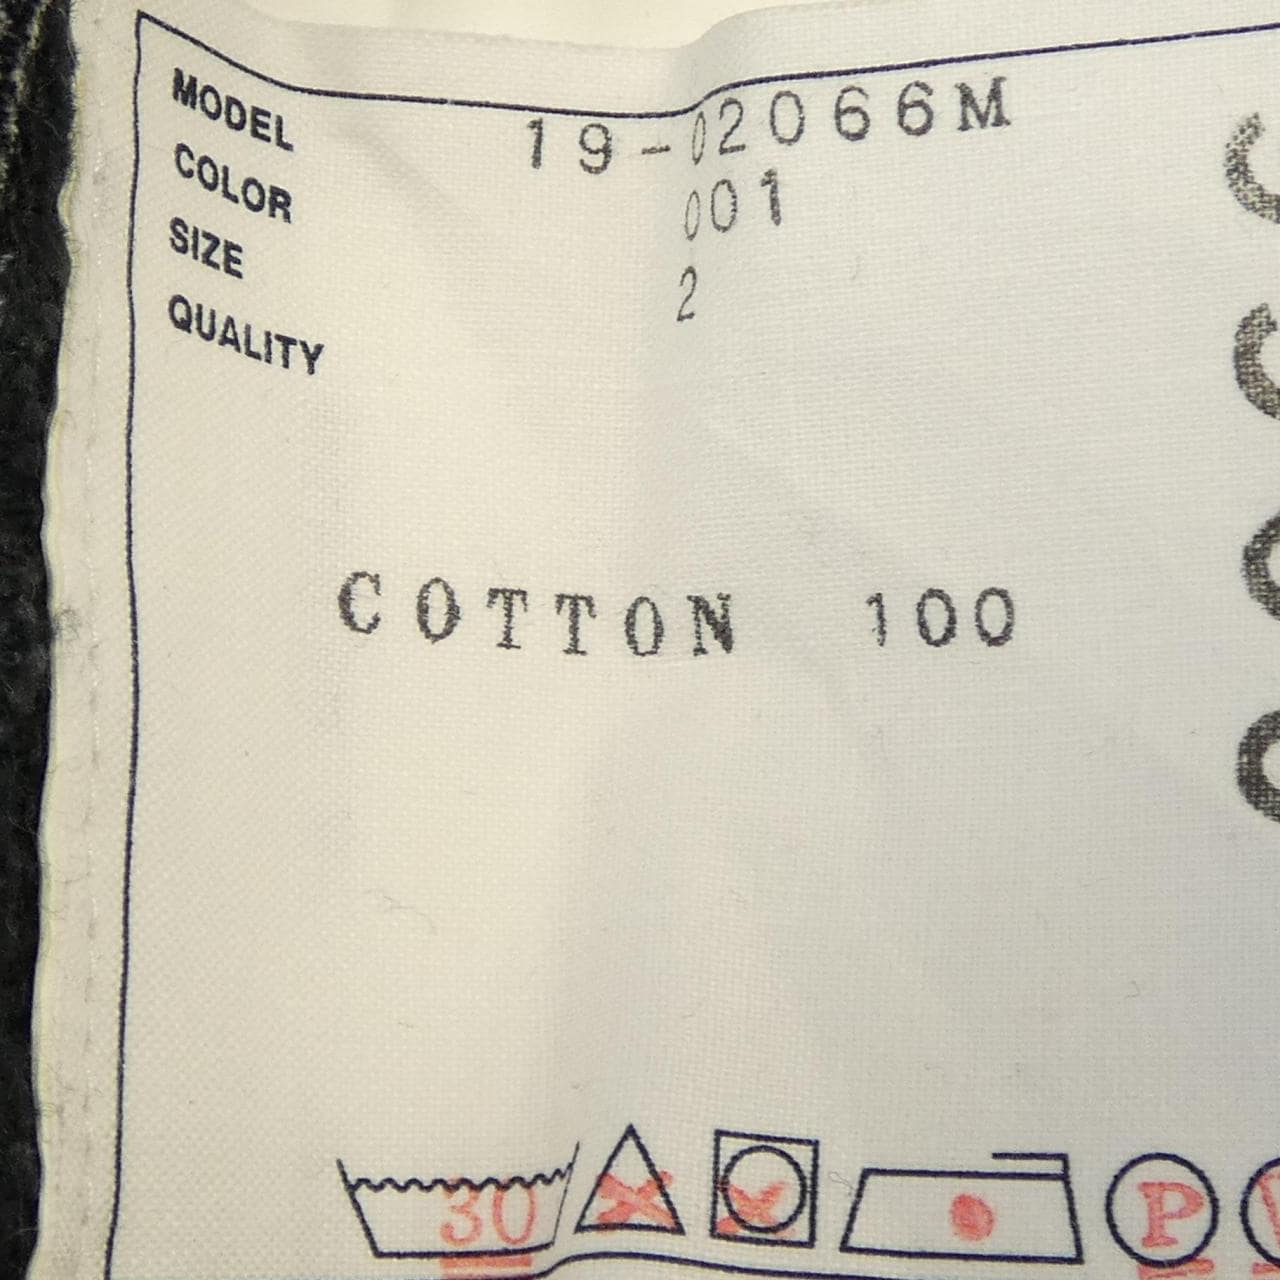 MODEL 19-02066M
COLOR 001
SIZE 2
QUALITY
COTTON 100
30 P